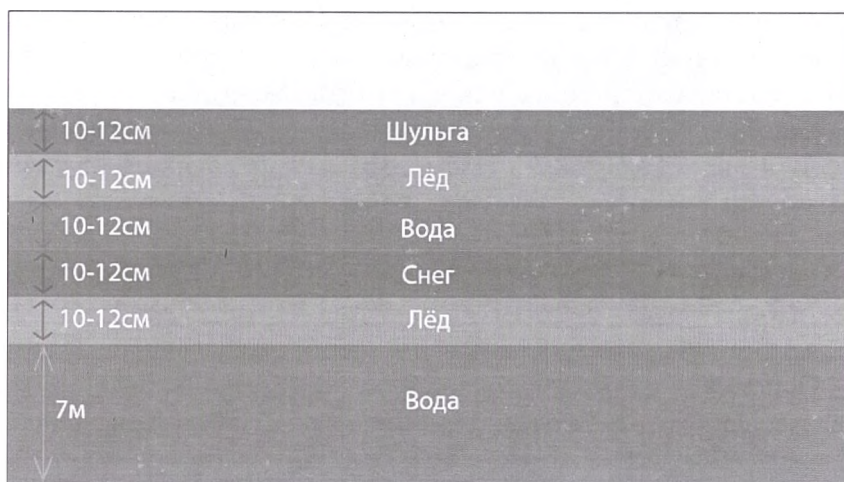 10-12см Шульга
10-12см Лёд
10-12см Вода
10-12см Снег
10-12см Лёд
7м Вода